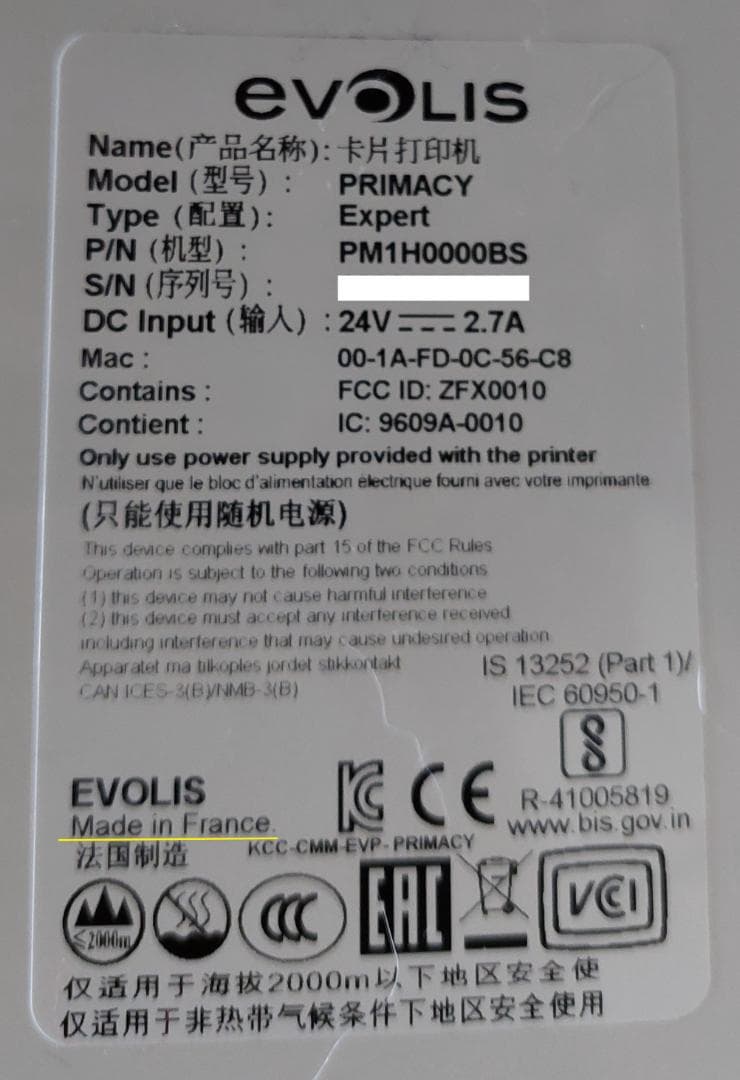 evoLIS
Name(产品名称): 卡片打印机
Model (型号) : PRIMACY
Type (配置): Expert
P/N (机型) : PM1H0000BS
S/N (序列号) :
DC Input (输入) : 24V 2.7A
Mac : 00-1A-FD-0C-56-C8
Contains : FCC ID: ZFX0010
Contient : IC: 9609A-0010
Only use power supply provided with the printer
N'utiliser que le bloc d'alimentation électrique fourni avec votre imprimante
(只能使用随机电源)
This device complies with part 15 of the FCC Rules
Operation is subject to the following two conditions
(1) this device may not cause harmful interference
(2) this device must accept any interference received
including interference that may cause undesired operation
Apparatet ma tilkoples jordet stikkontakt
CAN ICES-3(B)/NMB-3(B)
IS 13252 (Part 1)/
IEC 60950-1
EVOLIS
Made in France.
法国制造
KC CE
R-41005819
www.bis.gov.in
KCC-CMM-EVP- PRIMACY
≤2000m CCC EAC VCI
仅适用于海拔2000m以下地区安全使
仅适用于非热带气候条件下地区安全使用